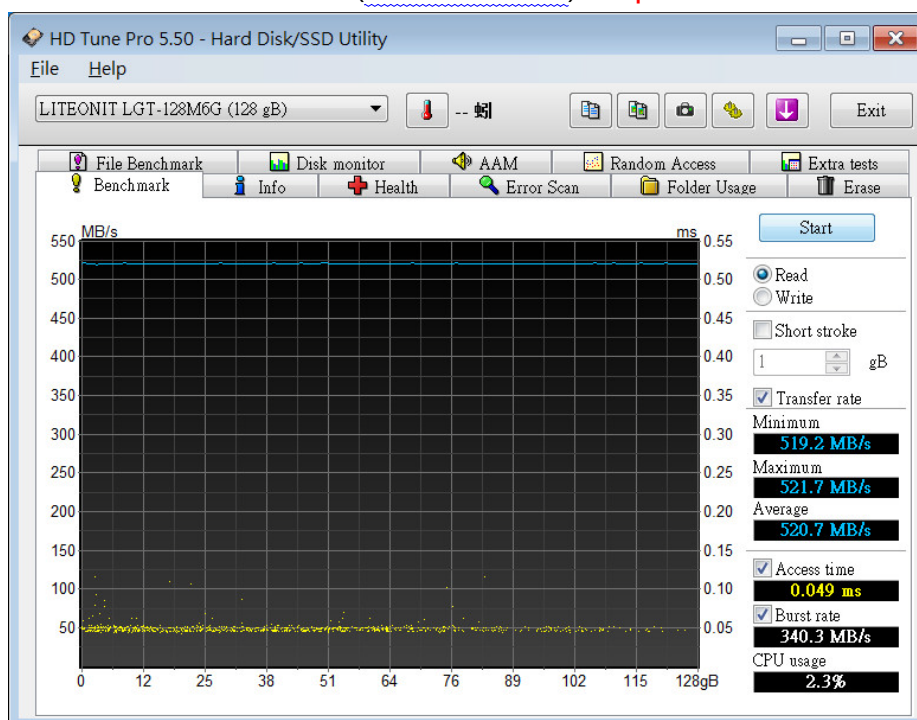 HD Tune Pro 5.50 - Hard Disk/SSD Utility
File Help
LITEONIT LGT-128M6G (128 gB) -- 蚓 Exit
File Benchmark Disk monitor AAM Random Access Extra tests
Benchmark Info Health Error Scan Folder Usage Erase
MB/s ms
550 0.55
500 0.50
450 0.45
400 0.40
350 0.35
300 0.30
250 0.25
200 0.20
150 0.15
100 0.10
50 0.05
0 12 25 38 51 64 76 89 102 115 128gB
Start
Read
Write
Short stroke
1 gB
Transfer rate
Minimum
519.2 MB/s
Maximum
521.7 MB/s
Average
520.7 MB/s
Access time
0.049 ms
Burst rate
340.3 MB/s
CPU usage
2.3%